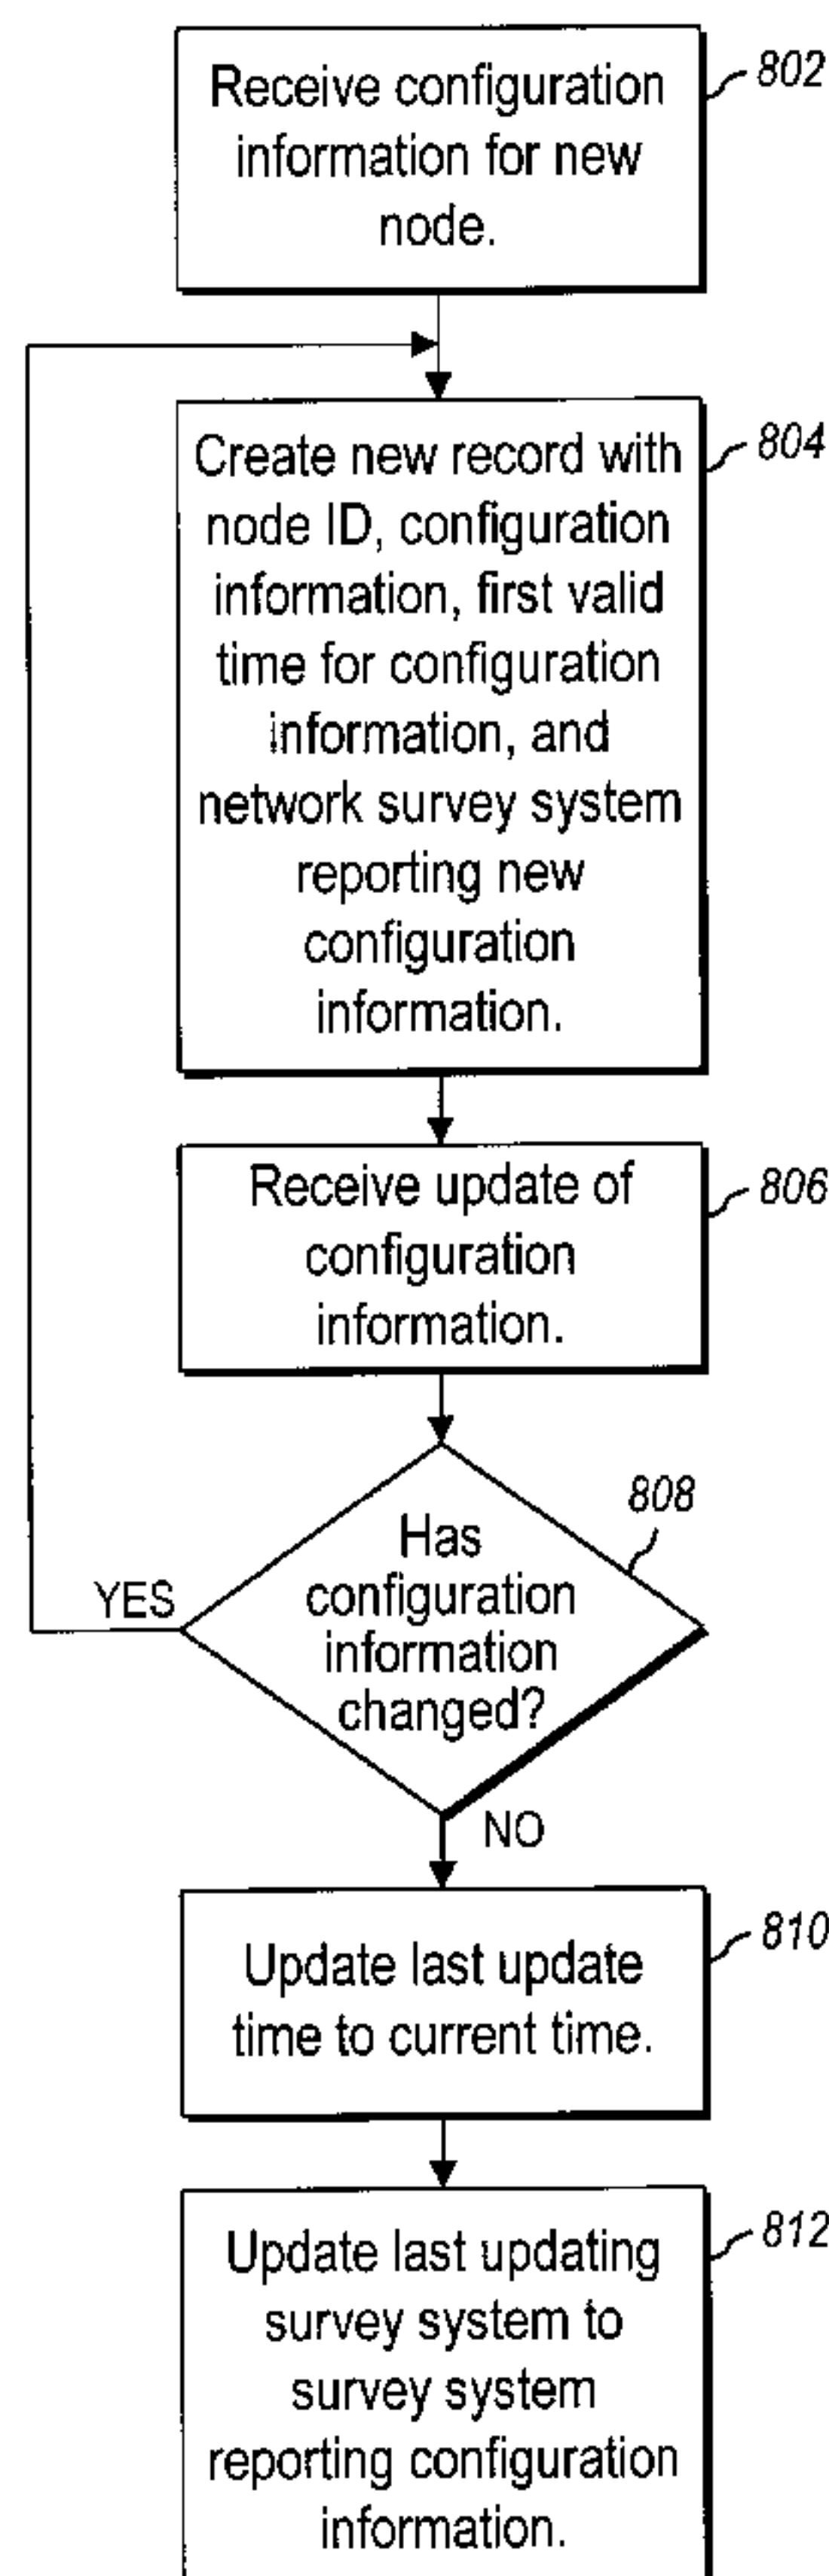 Receive configuration
information for new
node.
802
Create new record with
node ID, configuration
information, first valid
time for configuration
information, and
network survey system
reporting new
configuration
information.
804
Receive update of
configuration
information.
806
Has
configuration
information
changed?
808
YES
NO
Update last update
time to current time.
810
Update last updating
survey system to
survey system
reporting configuration
information.
812